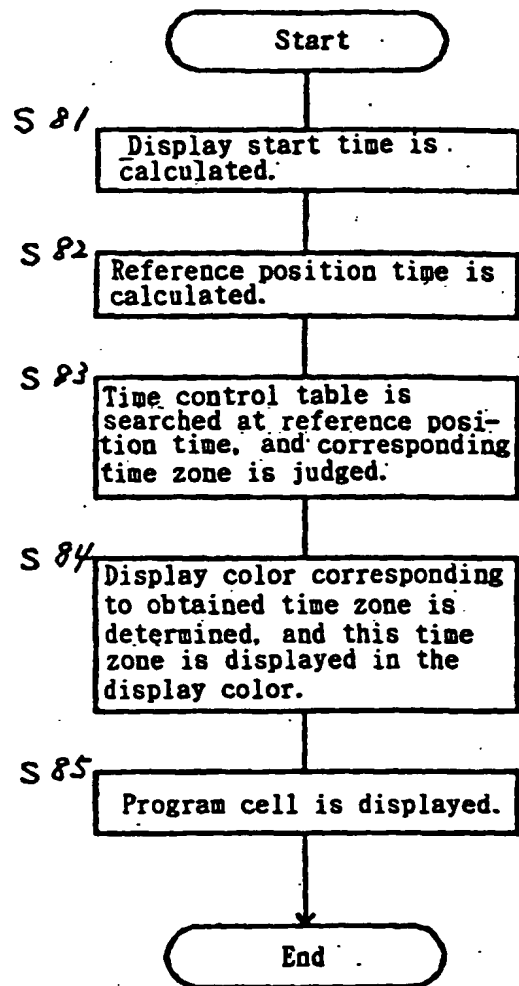 Start
S 81
Display start time is
calculated.
S 82
Reference position time is
calculated.
S 83
Time control table is
searched at reference posi-
tion time, and corresponding
time zone is judged.
S 84
Display color corresponding
to obtained time zone is
determined, and this time
zone is displayed in the
display color.
S 85
Program cell is displayed.
End